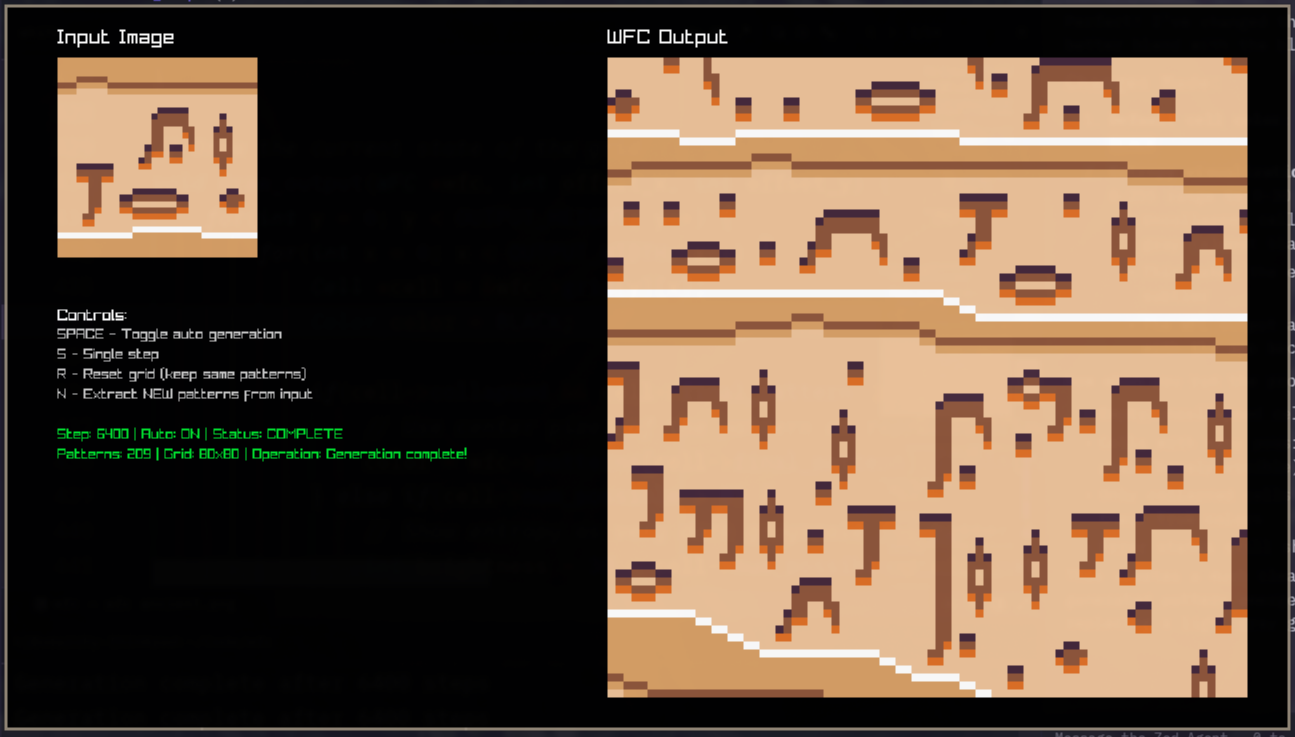 Input Image
WFC Output
Controls:
SPACE - Toggle auto generation
S - Single step
R - Reset grid (keep same patterns)
N - Extract NEW patterns from input
Step: 6400 | Auto: ON | Status: COMPLETE
Patterns: 209 | Grid: 80x80 | Operation: Generation complete!